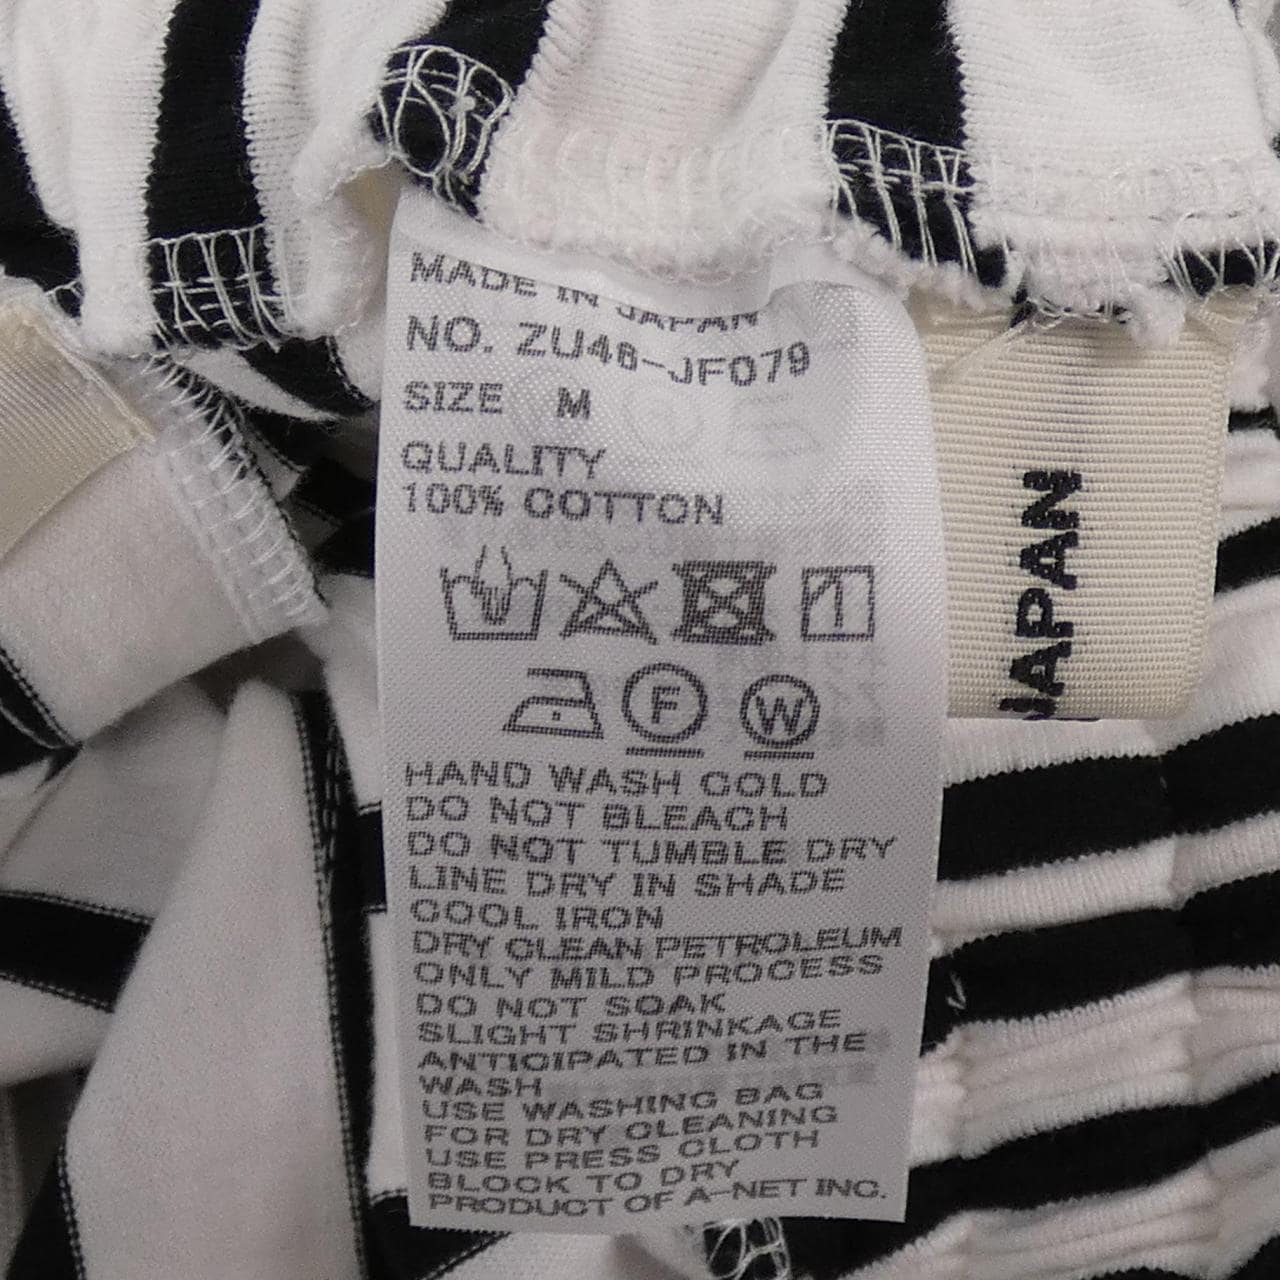 MADE IN JAPAN
NO. ZU48-JF079
SIZE M
QUALITY
100% COTTON
F
W
HAND WASH COLD
DO NOT BLEACH
DO NOT TUMBLE DRY
LINE DRY IN SHADE
COOL IRON
DRY CLEAN PETROLEUM
ONLY MILD PROCESS
DO NOT SOAK
SLIGHT SHRINKAGE
ANTICIPATED IN THE
WASH
USE WASHING BAG
FOR DRY CLEANING
USE PRESS CLOTH
BLOCK TO DRY
PRODUCT OF A-NET INC.
JAPAN